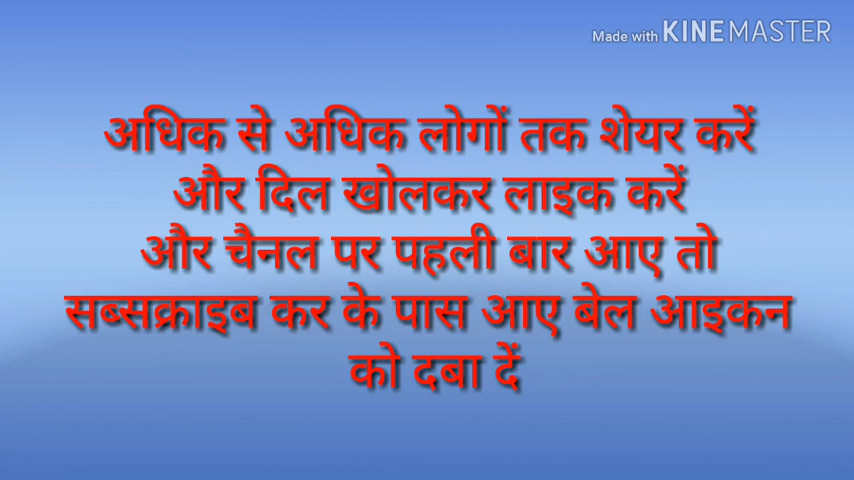 Made with KINEMASTER
अधिक से अधिक लोगों तक शेयर करें
और दिल खोलकर लाइक करें
और चैनल पर पहली बार आए तो
सब्सक्राइब कर के पास आए बेल आइकन
को दबा दें